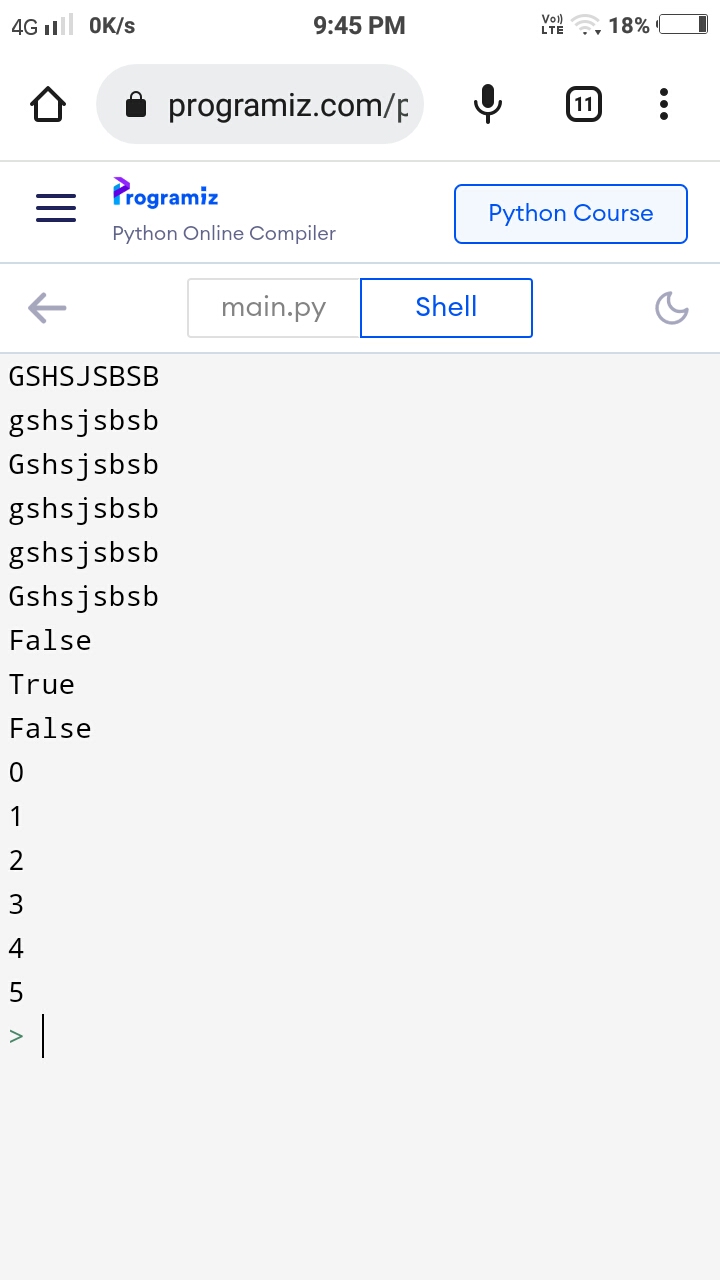 4G 0K/s 9:45 PM Vo)) LTE 18%
programiz.com/p 11
Programiz
Python Online Compiler
Python Course
main.py Shell
GSHSJSBSB
gshsjsbsb
Gshsjsbsb
gshsjsbsb
gshsjsbsb
Gshsjsbsb
False
True
False
0
1
2
3
4
5
>